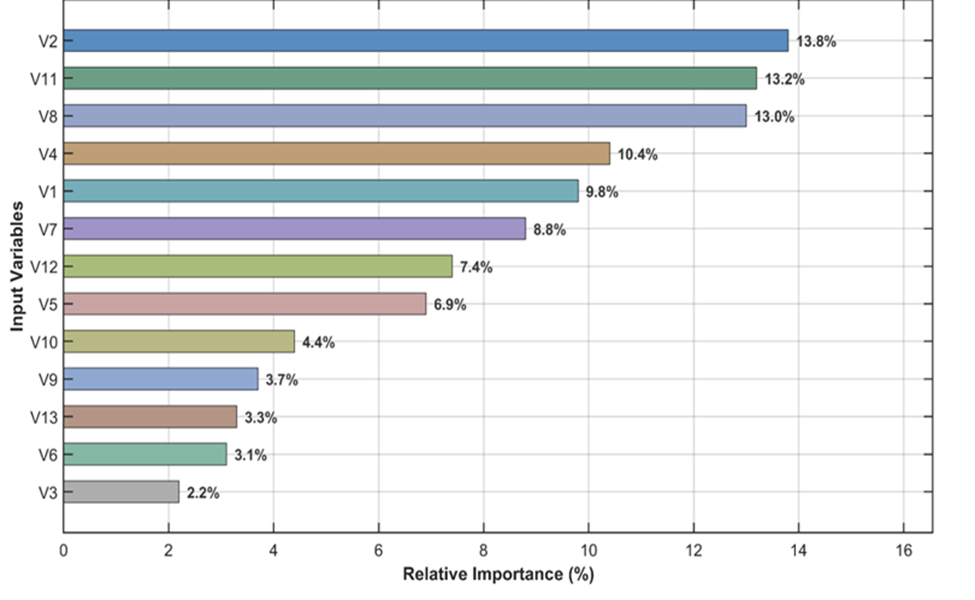 V2 13.8%
V11 13.2%
V8 13.0%
V4 10.4%
V1 9.8%
V7 8.8%
V12 7.4%
V5 6.9%
V10 4.4%
V9 3.7%
V13 3.3%
V6 3.1%
V3 2.2%
Input Variables
0 2 4 6 8 10 12 14 16
Relative Importance (%)